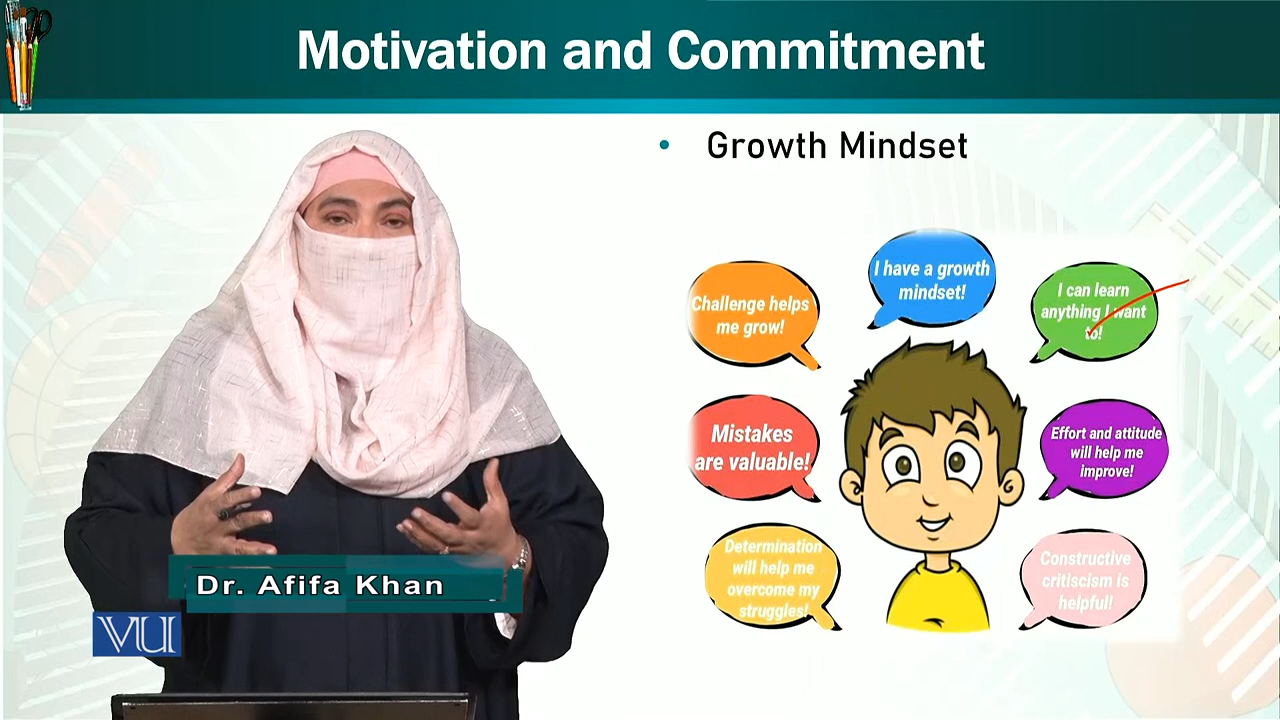 Motivation and Commitment
• Growth Mindset
I have a growth
mindset!
Challenge helps
me grow!
I can learn
anything I want
to!
Mistakes
are valuable!
Effort and attitude
will help me
improve!
Determination
will help me
overcome my
struggles!
Constructive
critiscism is
helpful!
Dr. Afifa Khan
VU